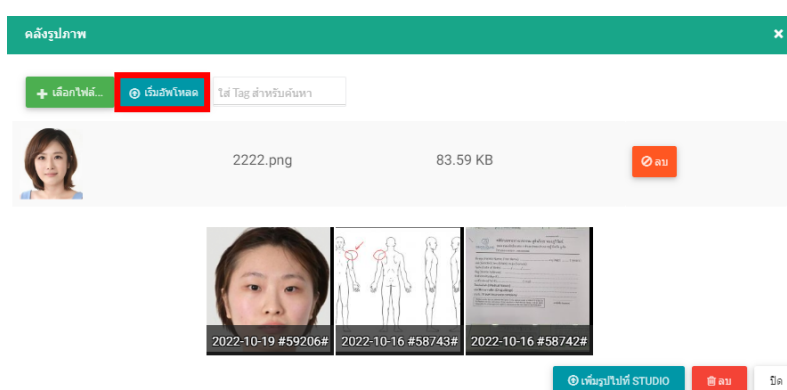 คลังรูปภาพ
เลือกไฟล์...
เริ่มอัพโหลด
ใส่ Tag สำหรับค้นหา
2222.png
83.59 KB
ลบ
2022-10-19 #59206#
2022-10-16 #58743#
2022-10-16 #58742#
เพิ่มรูปไปที่ STUDIO
ลบ
ปิด